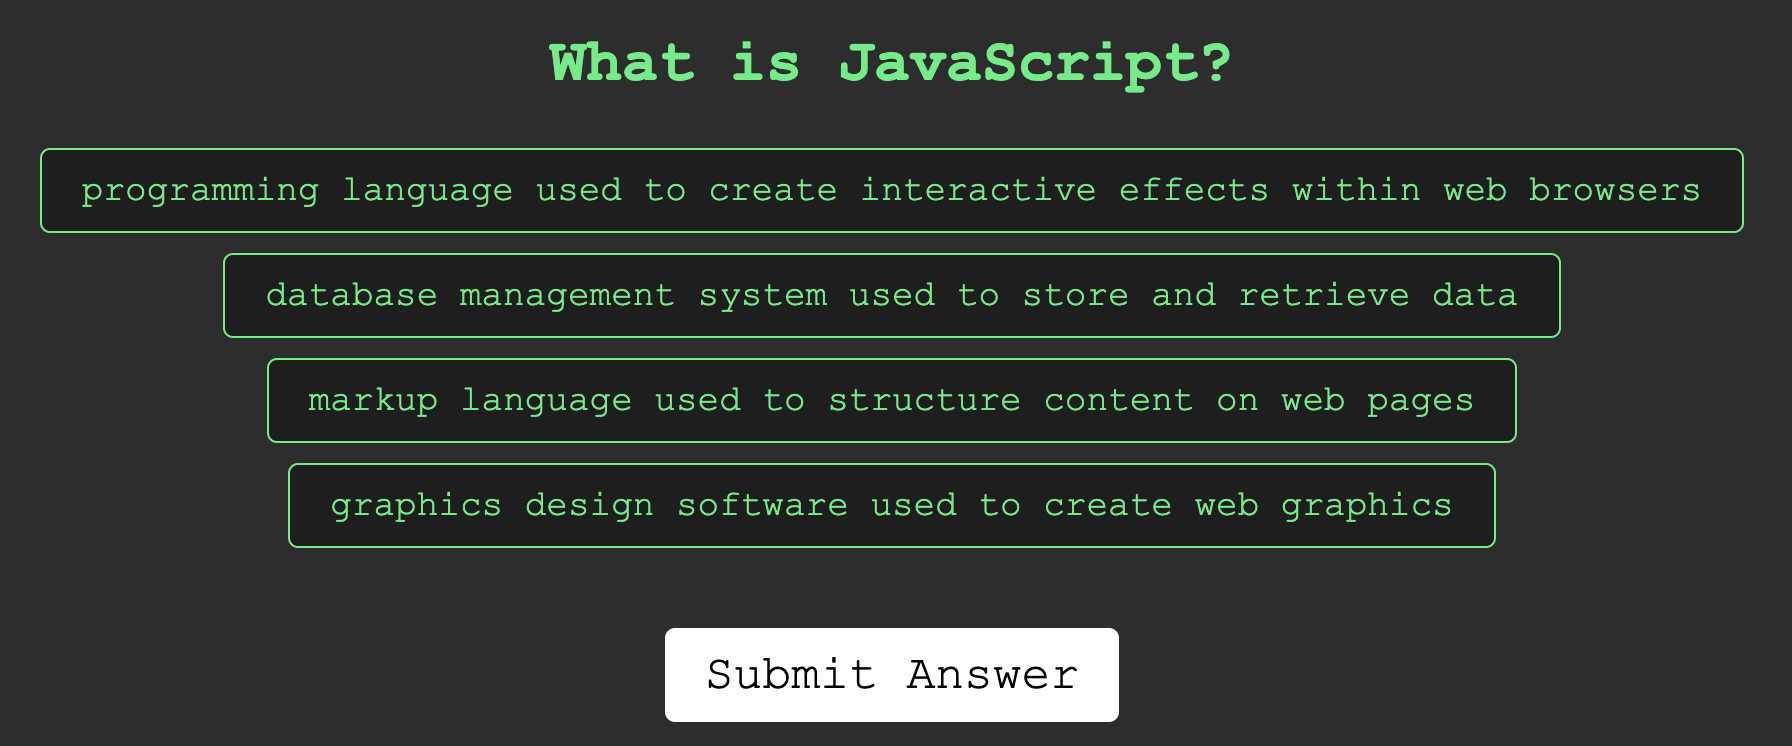 What is JavaScript?
programming language used to create interactive effects within web browsers
database management system used to store and retrieve data
markup language used to structure content on web pages
graphics design software used to create web graphics
Submit Answer